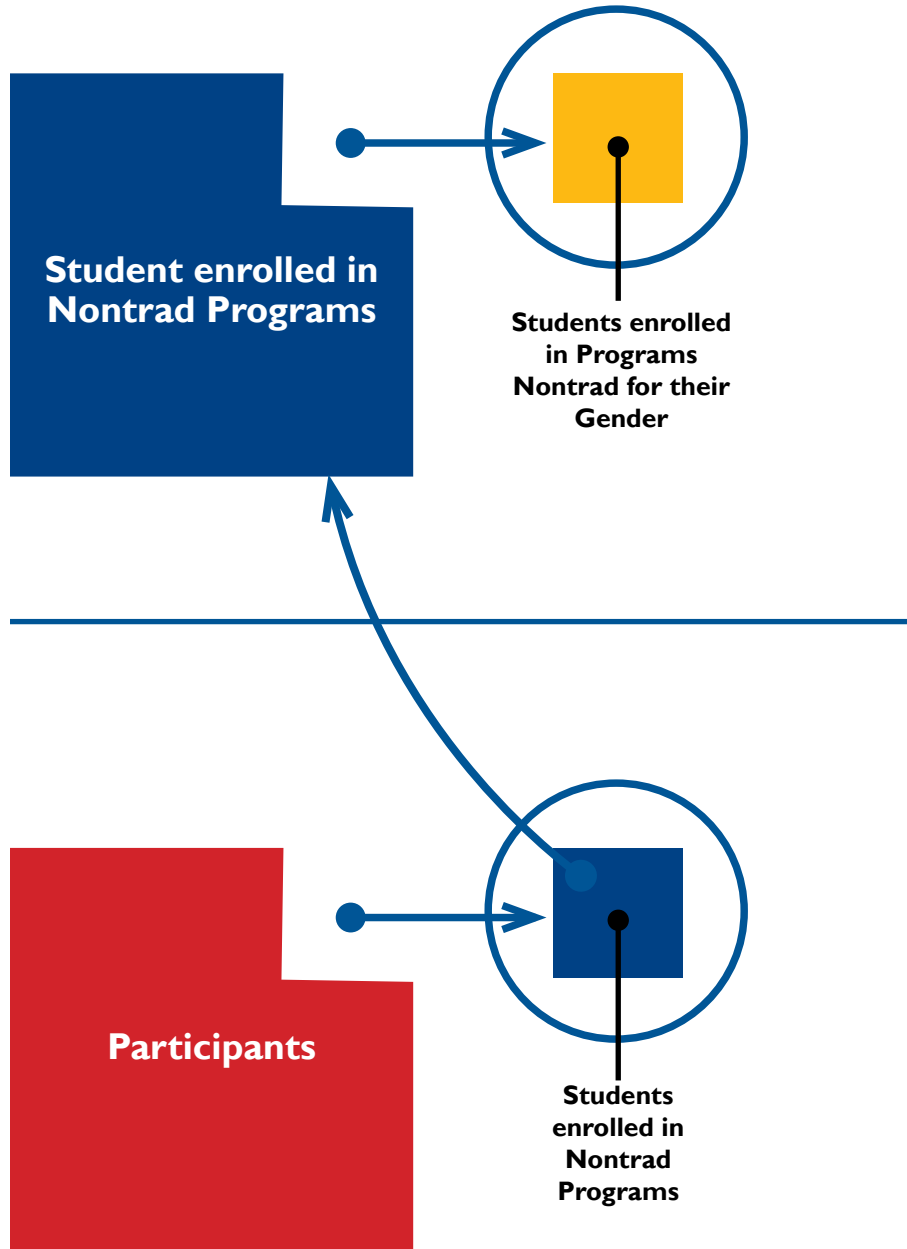 Student enrolled in
Nontrad Programs
Students enrolled
in Programs
Nontrad for their
Gender
Participants
Students
enrolled in
Nontrad
Programs